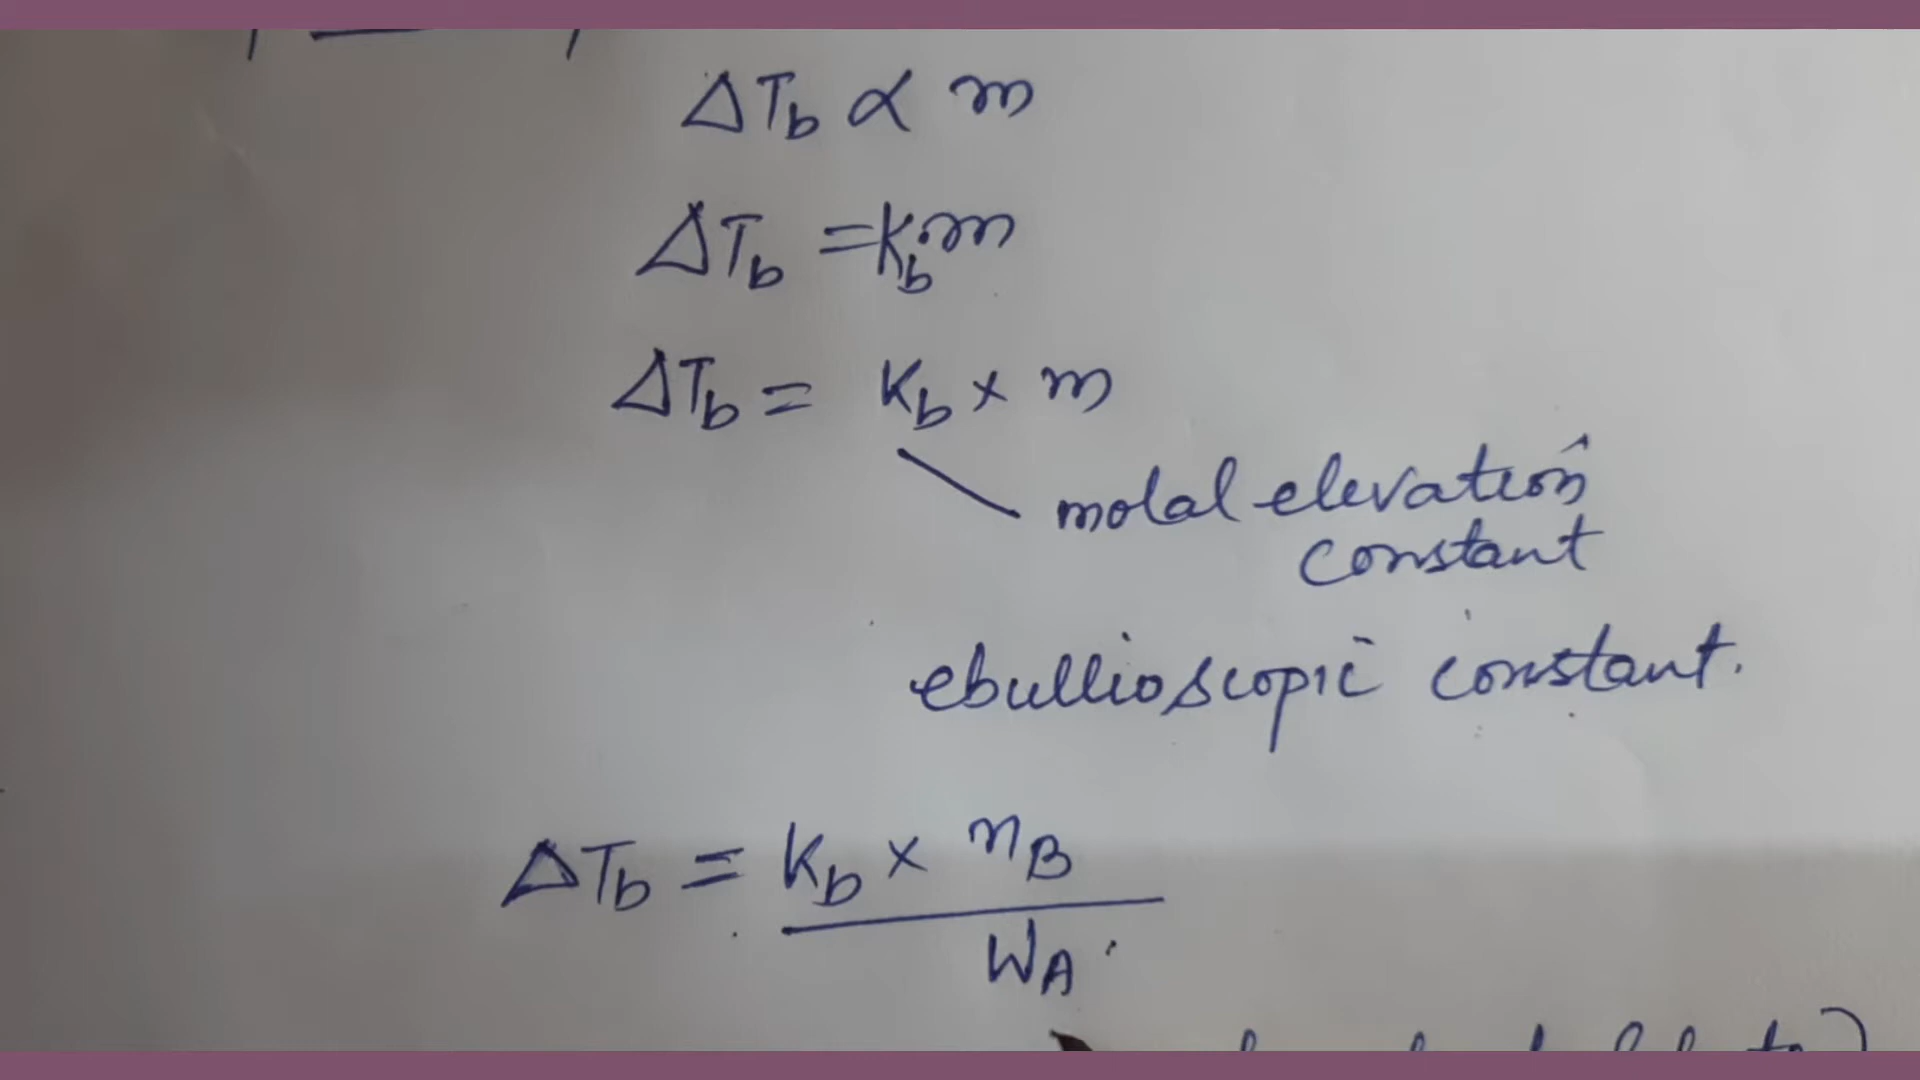 ΔTb ∝ m
ΔTb = Kb·m
ΔTb = Kb × m
molal elevation
constant
ebullioscopic constant.
ΔTb = Kb × nB
WA